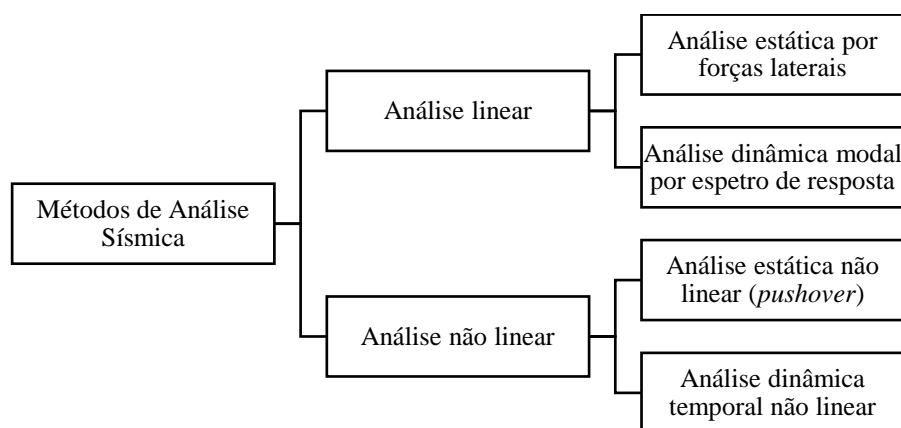 Métodos de Análise
Sísmica
Análise linear
Análise estática por
forças laterais
Análise dinâmica modal
por espetro de resposta
Análise não linear
Análise estática não
linear (pushover)
Análise dinâmica
temporal não linear